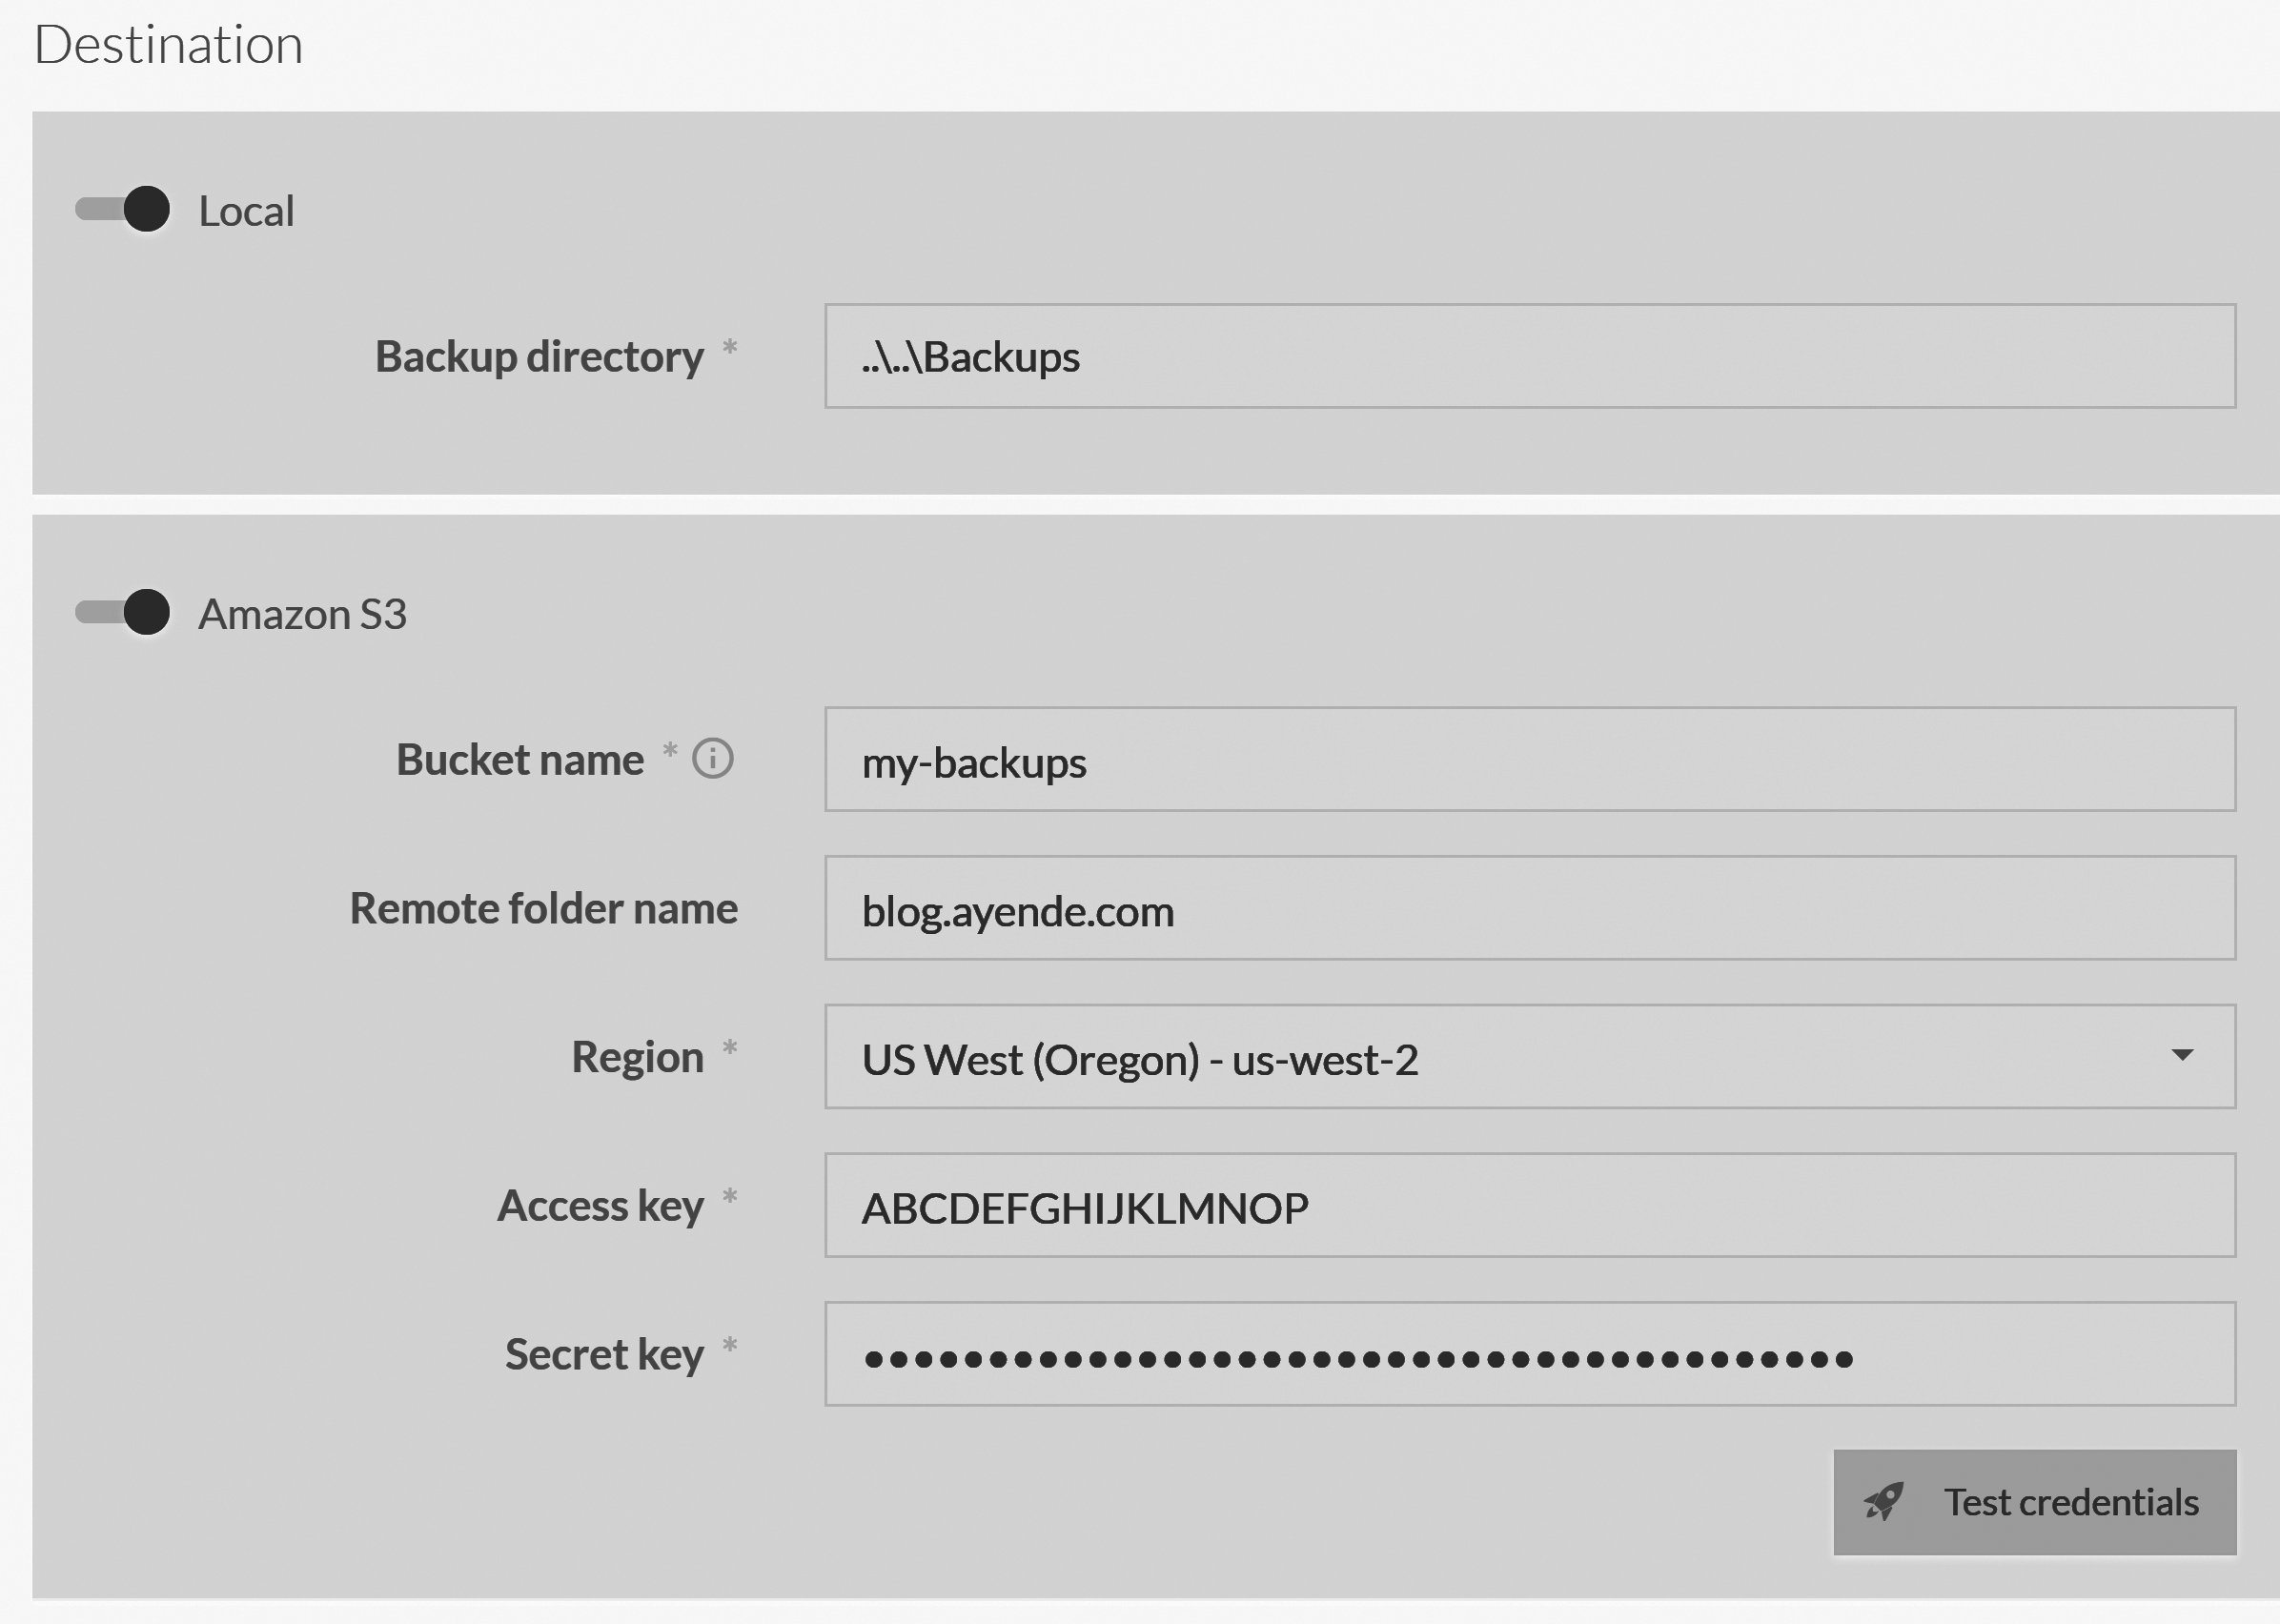 Destination
Local
Backup directory *
..\..\Backups
Amazon S3
Bucket name *
my-backups
Remote folder name
blog.ayende.com
Region *
US West (Oregon) - us-west-2
Access key *
ABCDEFGHIJKLMNOP
Secret key *
••••••••••••••••••••••••••••••••••••••••
Test credentials